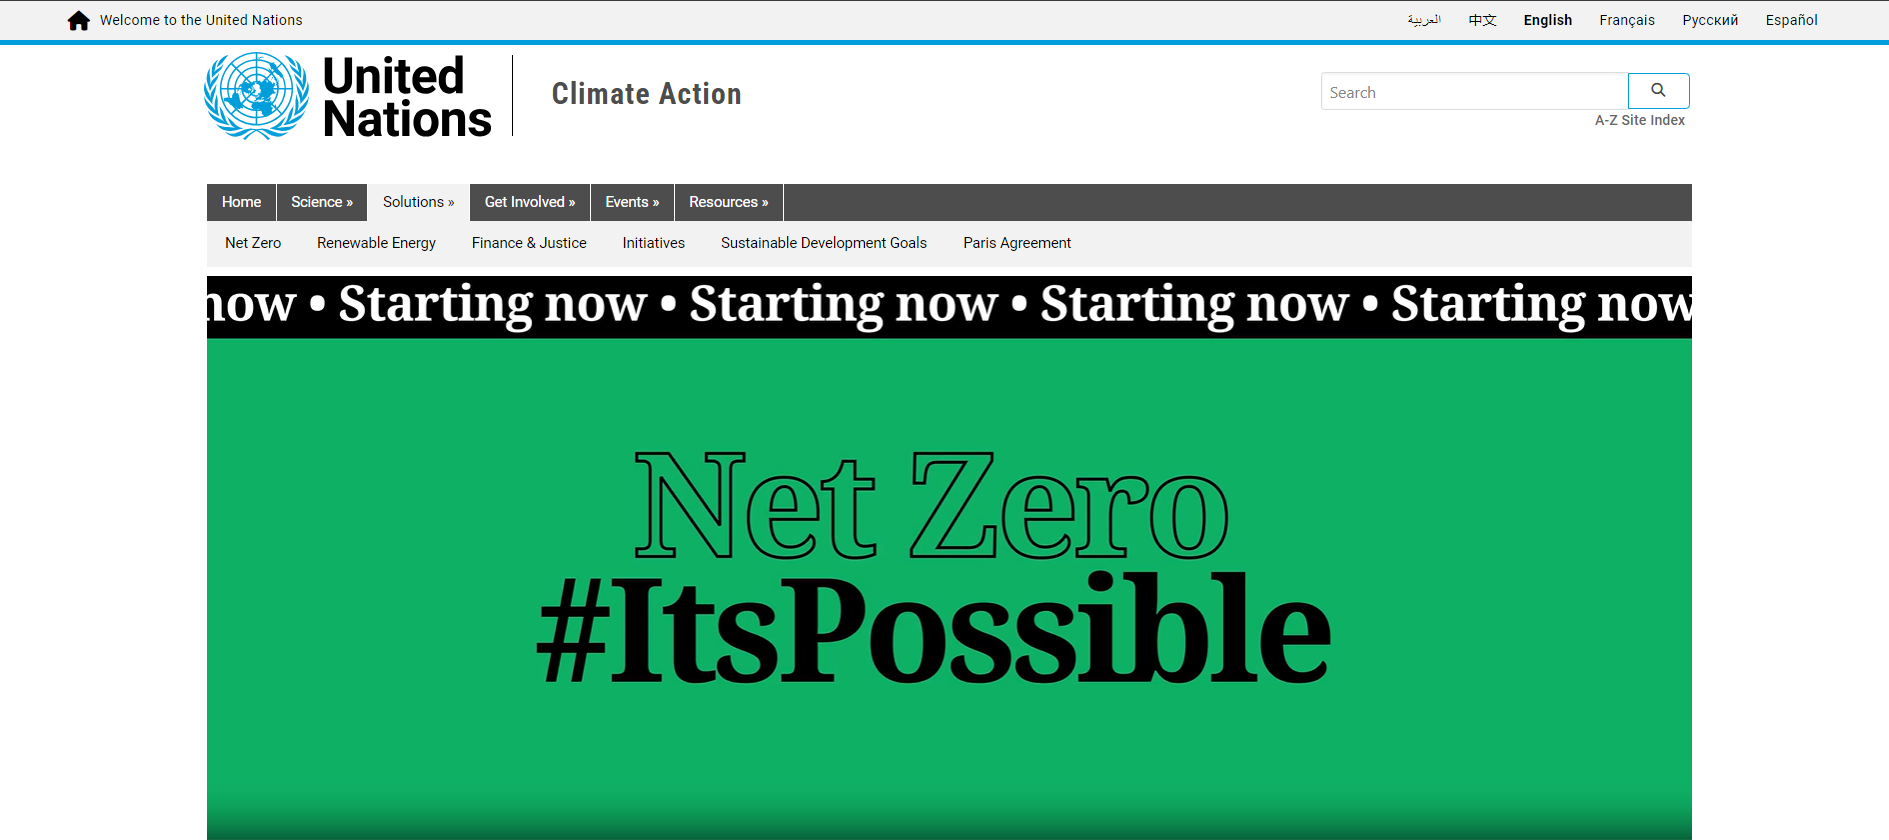 Welcome to the United Nations
العربية 中文 English Français Русский Español
United
Nations
Climate Action
Search
A-Z Site Index
Home Science » Solutions » Get Involved » Events » Resources »
Net Zero Renewable Energy Finance & Justice Initiatives Sustainable Development Goals Paris Agreement
now • Starting now • Starting now • Starting now • Starting now
Net Zero
#ItsPossible